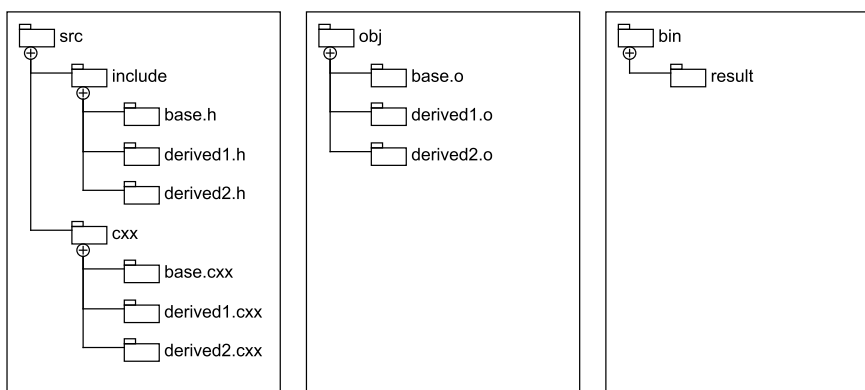 src
include
base.h
derived1.h
derived2.h
cxx
base.cxx
derived1.cxx
derived2.cxx
obj
base.o
derived1.o
derived2.o
bin
result